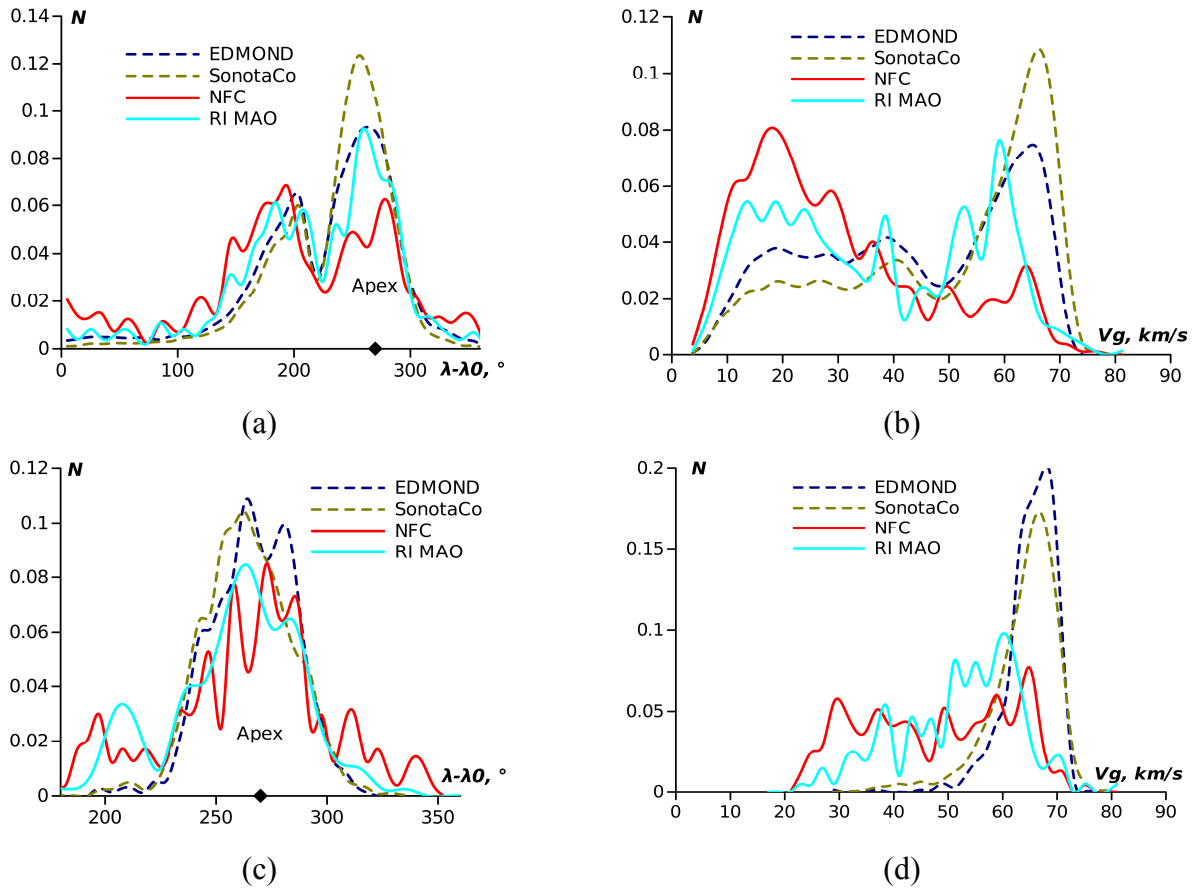 0.14
N
0.12
0.1
0.08
0.06
0.04
0.02
0
EDMOND
SonotaCo
NFC
RI MAO
Apex
0 100 200 300
λ-λ0, °
(a)
0.12
N
0.1
0.08
0.06
0.04
0.02
0
EDMOND
SonotaCo
NFC
RI MAO
Vg, km/s
0 10 20 30 40 50 60 70 80 90
(b)
0.12
N
0.1
0.08
0.06
0.04
0.02
0
EDMOND
SonotaCo
NFC
RI MAO
Apex
λ-λ0, °
200 250 300 350
(c)
0.2
N
0.15
0.1
0.05
0
EDMOND
SonotaCo
NFC
RI MAO
Vg, km/s
0 10 20 30 40 50 60 70 80 90
(d)